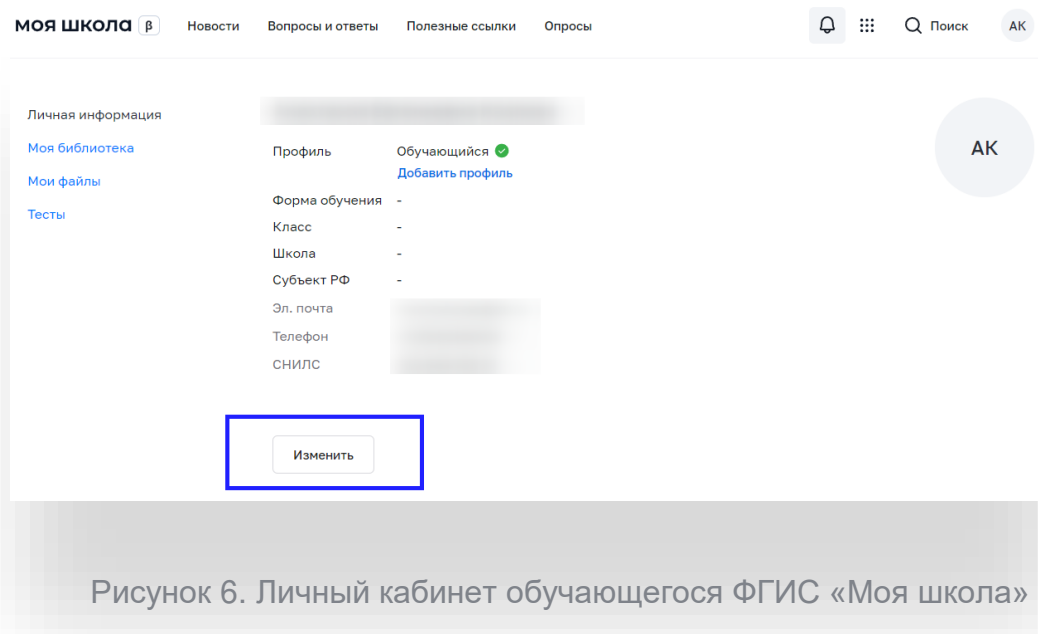 моя школа β Новости Вопросы и ответы Полезные ссылки Опросы Поиск АК
Личная информация
Моя библиотека
Мои файлы
Тесты
Профиль Обучающийся
Добавить профиль
Форма обучения -
Класс -
Школа -
Субъект РФ -
Эл. почта
Телефон
СНИЛС
АК
Изменить
Рисунок 6. Личный кабинет обучающегося ФГИС «Моя школа»